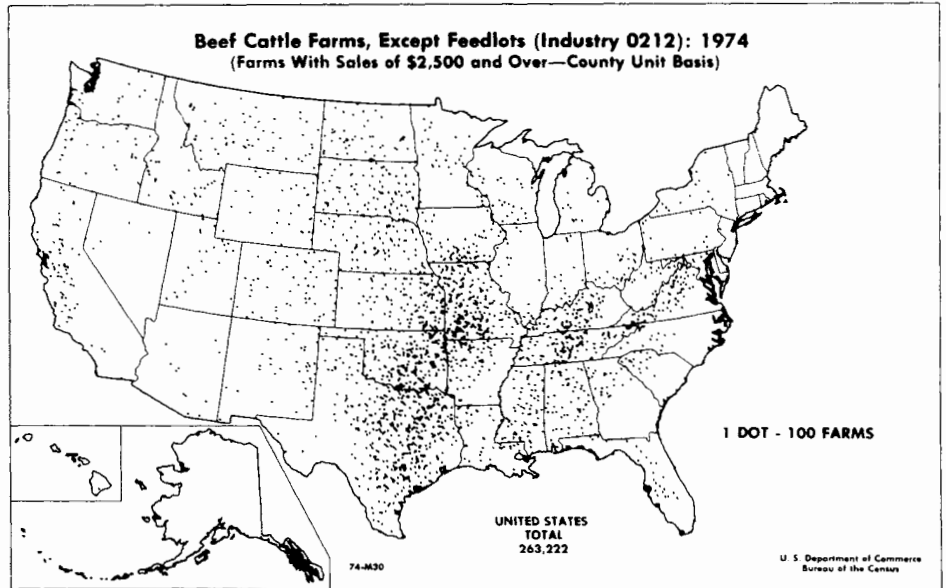 Beef Cattle Farms, Except Feedlots (Industry 0212): 1974
(Farms With Sales of $2,500 and Over—County Unit Basis)
1 DOT - 100 FARMS
UNITED STATES
TOTAL
263,222
74-M30
U. S. Department of Commerce
Bureau of the Census